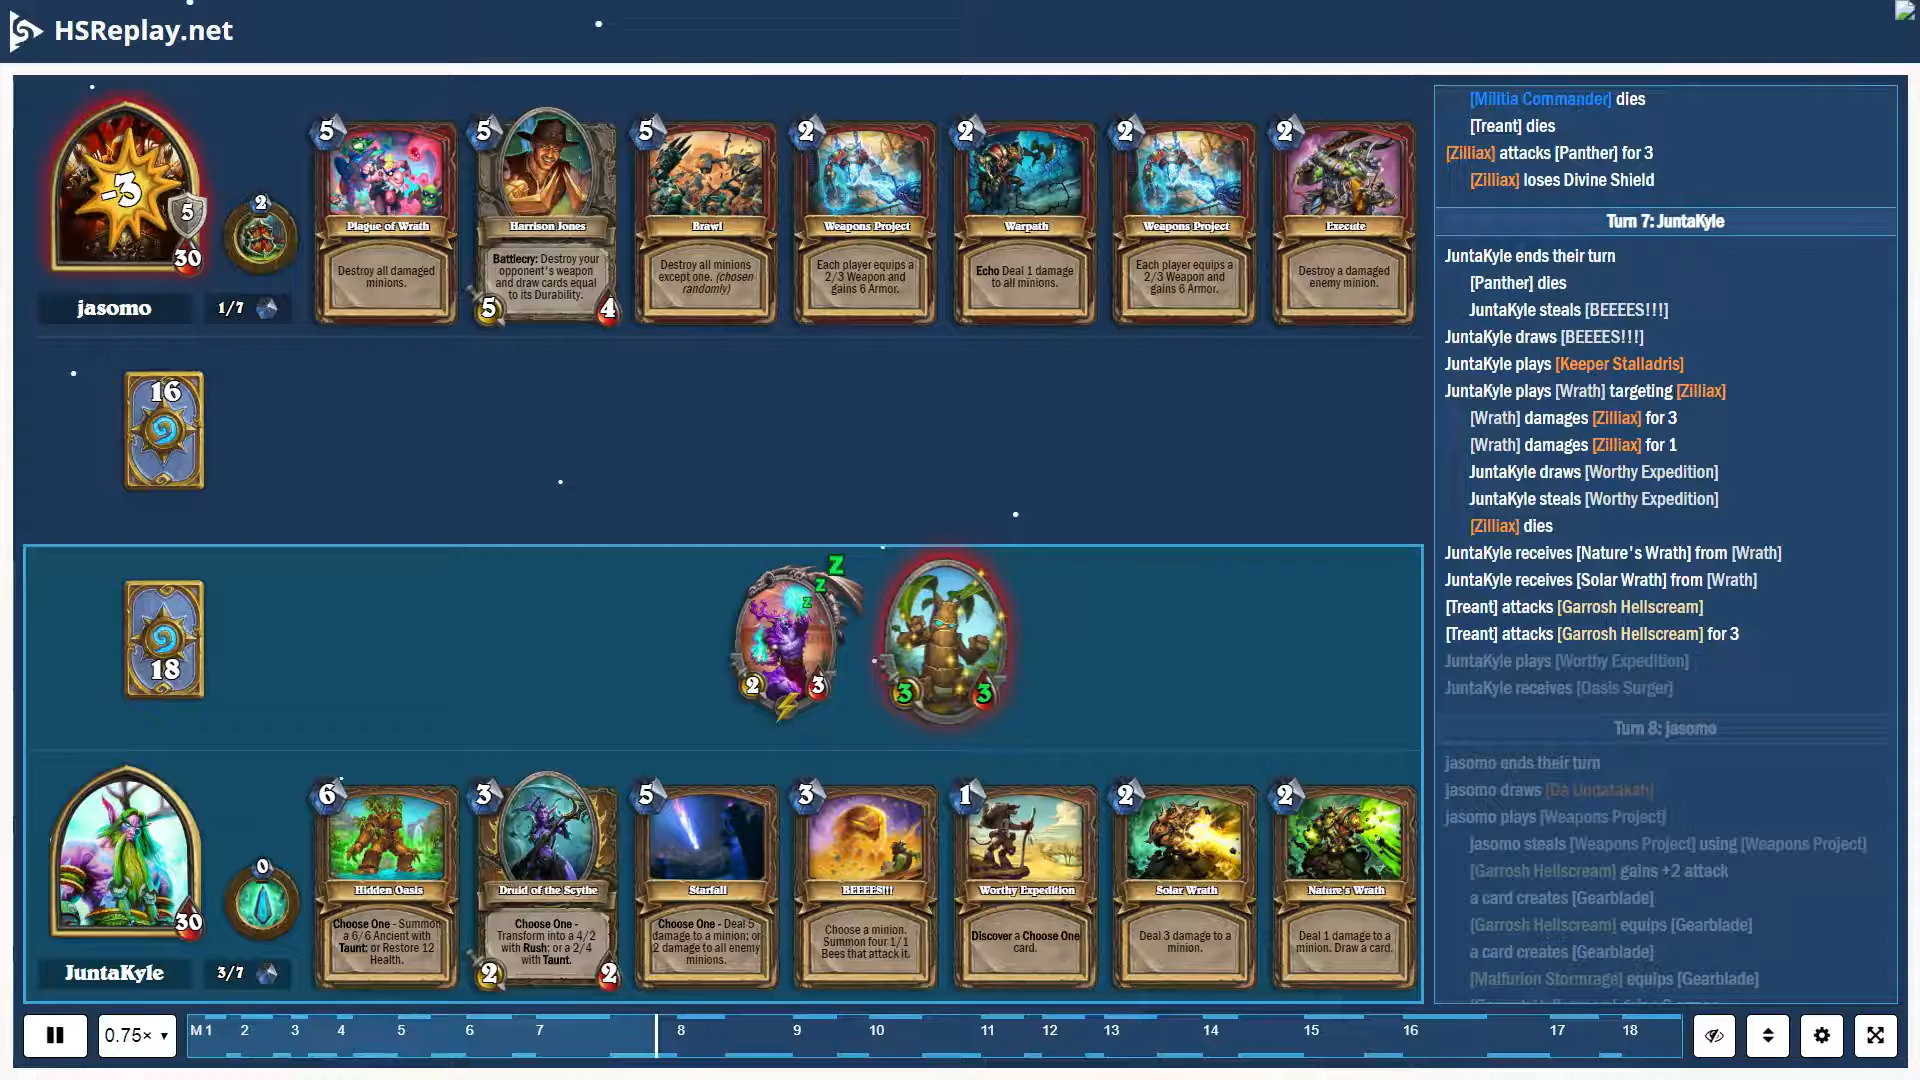 HSReplay.net
-3
5
30
2
jasomo
1/7
5
Plague of Wrath
Destroy all damaged
minions.
5
Harrison Jones
Battlecry: Destroy your
opponent's weapon
and draw cards equal
to its Durability.
5
4
5
Brawl
Destroy all minions
except one. (chosen
randomly)
2
Weapons Project
Each player equips a
2/3 Weapon and
gains 6 Armor.
2
Warpath
Echo Deal 1 damage
to all minions.
2
Weapons Project
Each player equips a
2/3 Weapon and
gains 6 Armor.
2
Execute
Destroy a damaged
enemy minion.
16
18
z
z
z
2
3
3
3
30
0
JuntaKyle
3/7
6
Hidden Oasis
Choose One - Summon
a 6/6 Ancient with
Taunt; or Restore 12
Health.
3
Druid of the Scythe
Choose One -
Transform into a 4/2
with Rush; or a 2/4
with Taunt.
2
2
5
Starfall
Choose One - Deal 5
damage to a minion; or
2 damage to all enemy
minions.
3
BEEEES!!!
Choose a minion.
Summon four 1/1
Bees that attack it.
1
Worthy Expedition
Discover a Choose One
card.
2
Solar Wrath
Deal 3 damage to a
minion.
2
Nature's Wrath
Deal 1 damage to a
minion. Draw a card.
[Militia Commander] dies
[Treant] dies
[Zilliax] attacks [Panther] for 3
[Zilliax] loses Divine Shield
Turn 7: JuntaKyle
JuntaKyle ends their turn
[Panther] dies
JuntaKyle steals [BEEEES!!!]
JuntaKyle draws [BEEEES!!!]
JuntaKyle plays [Keeper Stalladris]
JuntaKyle plays [Wrath] targeting [Zilliax]
[Wrath] damages [Zilliax] for 3
[Wrath] damages [Zilliax] for 1
JuntaKyle draws [Worthy Expedition]
JuntaKyle steals [Worthy Expedition]
[Zilliax] dies
JuntaKyle receives [Nature's Wrath] from [Wrath]
JuntaKyle receives [Solar Wrath] from [Wrath]
[Treant] attacks [Garrosh Hellscream]
[Treant] attacks [Garrosh Hellscream] for 3
JuntaKyle plays [Worthy Expedition]
JuntaKyle receives [Oasis Surger]
Turn 8: jasomo
jasomo ends their turn
jasomo draws [Da Undatakah]
jasomo plays [Weapons Project]
jasomo steals [Weapons Project] using [Weapons Project]
[Garrosh Hellscream] gains +2 attack
a card creates [Gearblade]
[Garrosh Hellscream] equips [Gearblade]
a card creates [Gearblade]
[Malfurion Stormrage] equips [Gearblade]
0.75×
M 1 2 3 4 5 6 7 8 9 10 11 12 13 14 15 16 17 18